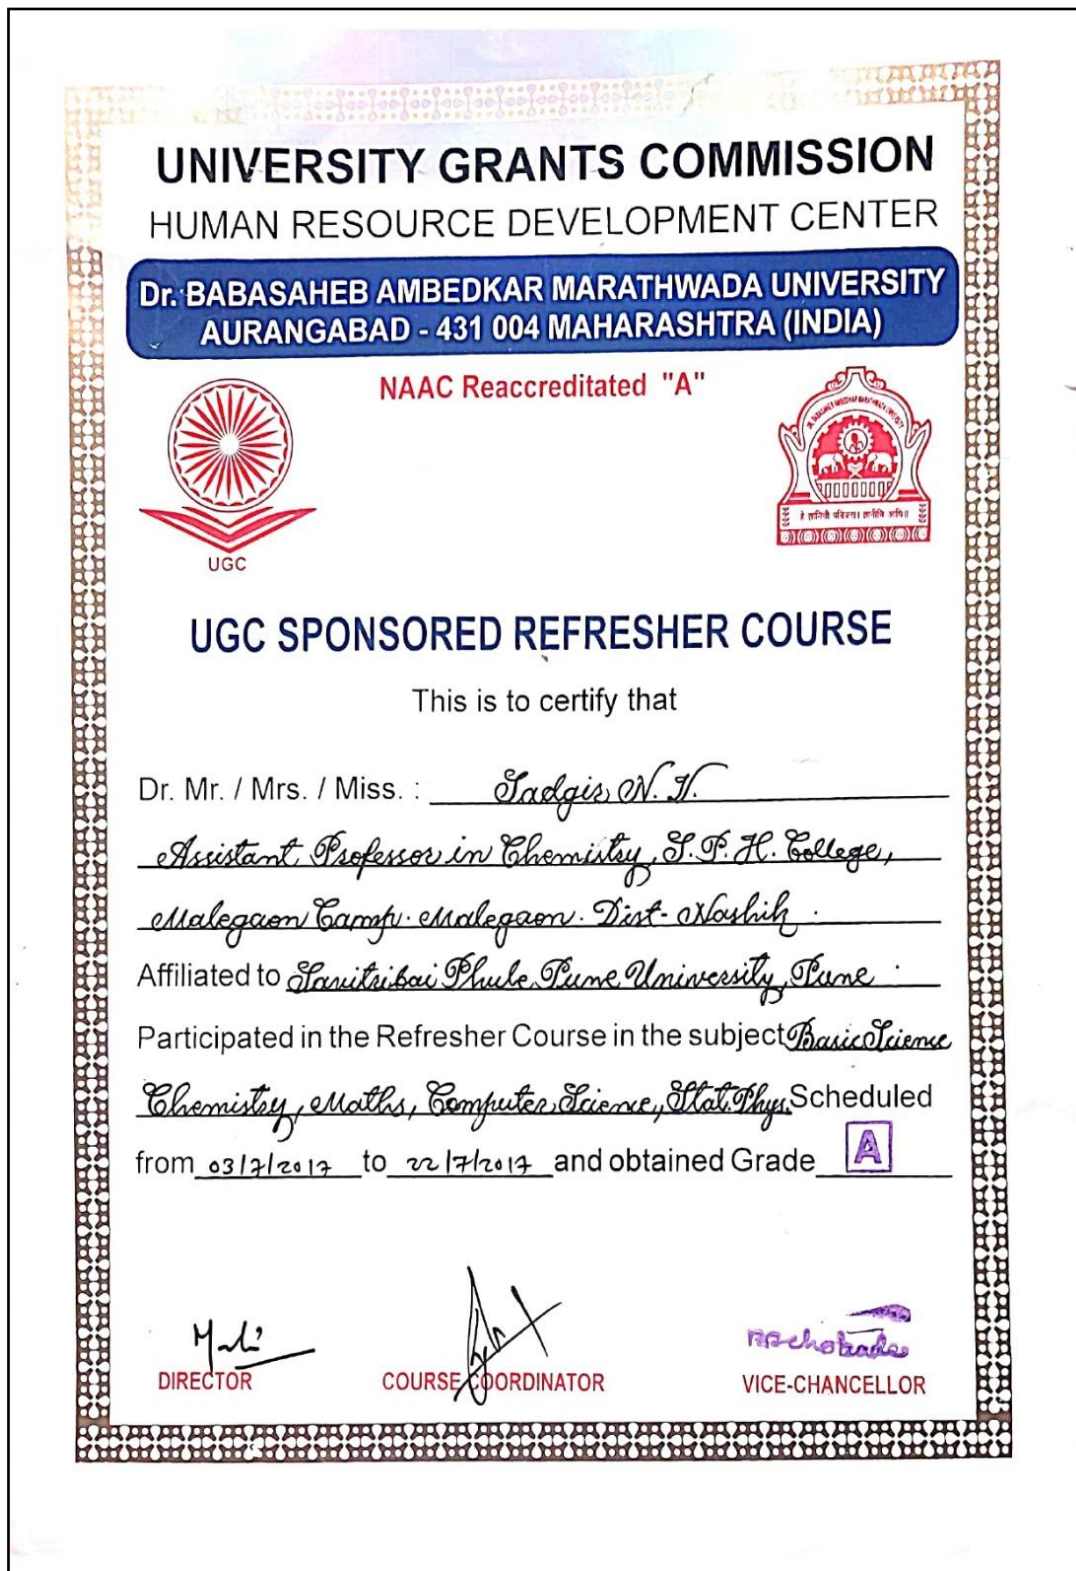 UNIVERSITY GRANTS COMMISSION
HUMAN RESOURCE DEVELOPMENT CENTER
Dr. BABASAHEB AMBEDKAR MARATHWADA UNIVERSITY
AURANGABAD - 431 004 MAHARASHTRA (INDIA)
NAAC Reaccreditated "A"
UGC
UGC SPONSORED REFRESHER COURSE
This is to certify that
Dr. Mr. / Mrs. / Miss. : Sadgir N. H.
Assistant Professor in Chemistry, S. P. H. College,
Malegaon Camp. Malegaon. Dist- Nashik.
Affiliated to Savitribai Phule Pune University, Pune.
Participated in the Refresher Course in the subject Basic Science
Chemistry, Maths, Computer Science, Stat. Phys. Scheduled
from 03/7/2017 to 22/7/2017 and obtained Grade A
DIRECTOR COURSE COORDINATOR VICE-CHANCELLOR